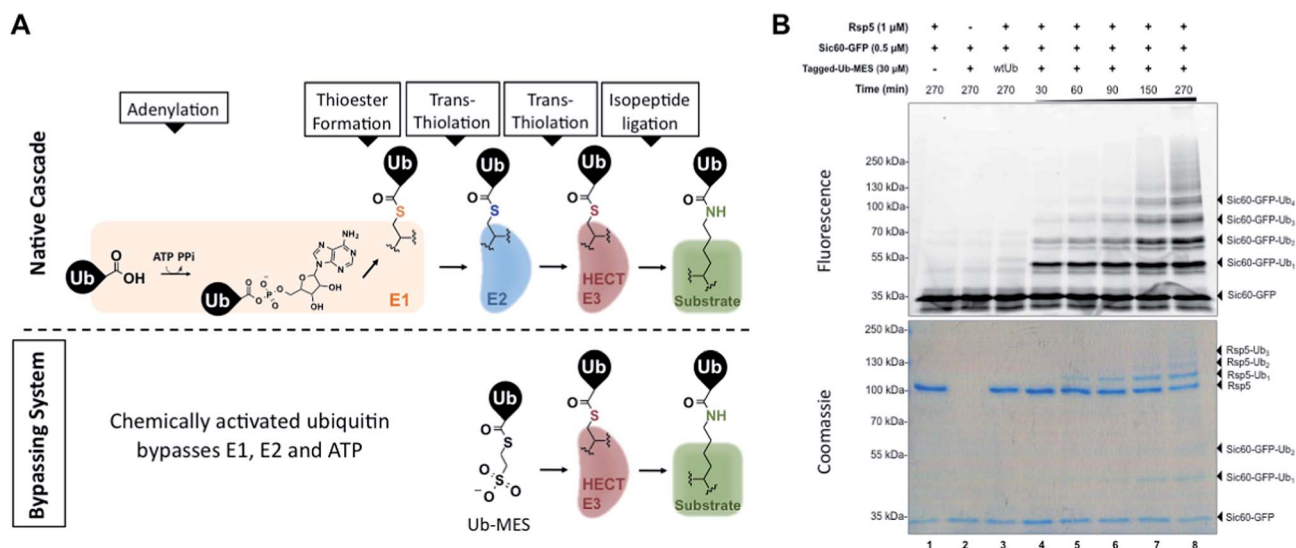 A
Native Cascade
Adenylation
Thioester
Formation
Trans-
Thiolation
Trans-
Thiolation
Isopeptide
ligation
Ub
O
OH
ATP PPi
Ub
O
O
P
O
O
O⁻
O
OH
OH
N
N
N
N
NH₂
Ub
O
S
E1
Ub
O
S
E2
Ub
O
S
HECT
E3
Ub
O
NH
Substrate
Bypassing System
Chemically activated ubiquitin
bypasses E1, E2 and ATP
Ub
O
S
S
⁻O
O
O
Ub-MES
Ub
O
S
HECT
E3
Ub
O
NH
Substrate
B
Rsp5 (1 µM) + - + + + + + +
Sic60-GFP (0.5 µM) + + + + + + + +
Tagged-Ub-MES (30 µM) - + wtUb + + + + +
Time (min) 270 270 270 30 60 90 150 270
Fluorescence
250 kDa-
130 kDa-
100 kDa-
70 kDa-
55 kDa-
35 kDa-
Sic60-GFP-Ub₄
Sic60-GFP-Ub₃
Sic60-GFP-Ub₂
Sic60-GFP-Ub₁
Sic60-GFP
Coomassie
250 kDa-
130 kDa-
100 kDa-
70 kDa-
55 kDa-
35 kDa-
Rsp5-Ub₃
Rsp5-Ub₂
Rsp5-Ub₁
Rsp5
Sic60-GFP-Ub₂
Sic60-GFP-Ub₁
Sic60-GFP
1 2 3 4 5 6 7 8